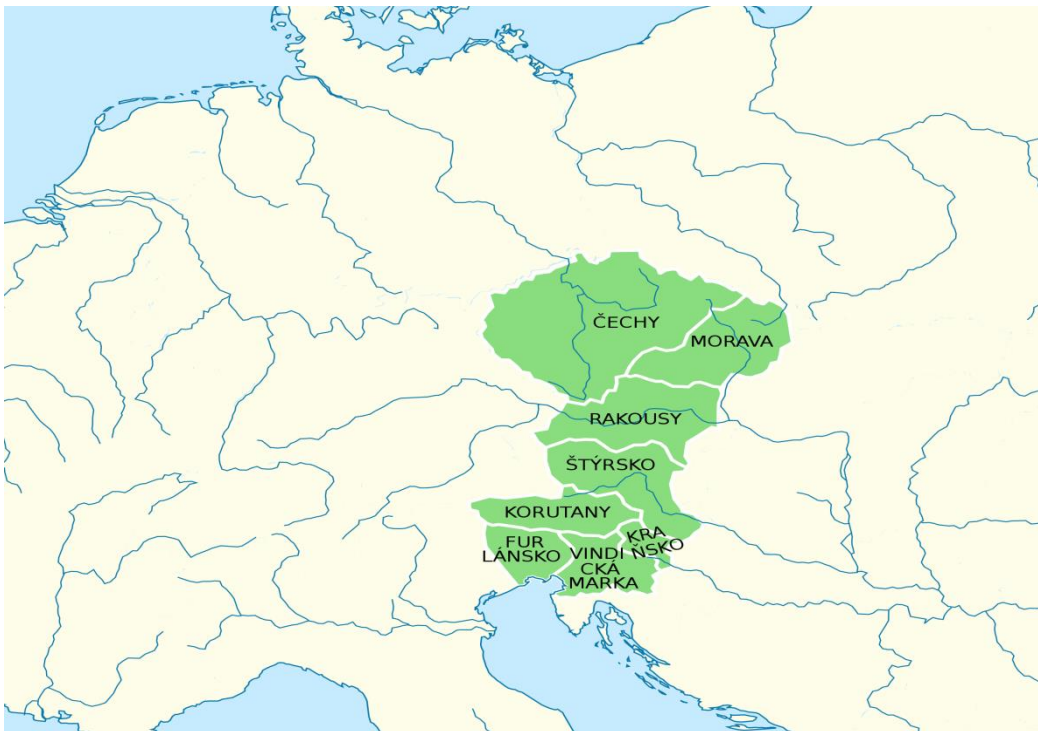 ČECHY
MORAVA
RAKOUSY
ŠTÝRSKO
KORUTANY
FUR
LÁNSKO
VINDI
CKÁ
MARKA
KRA
ŇSKO